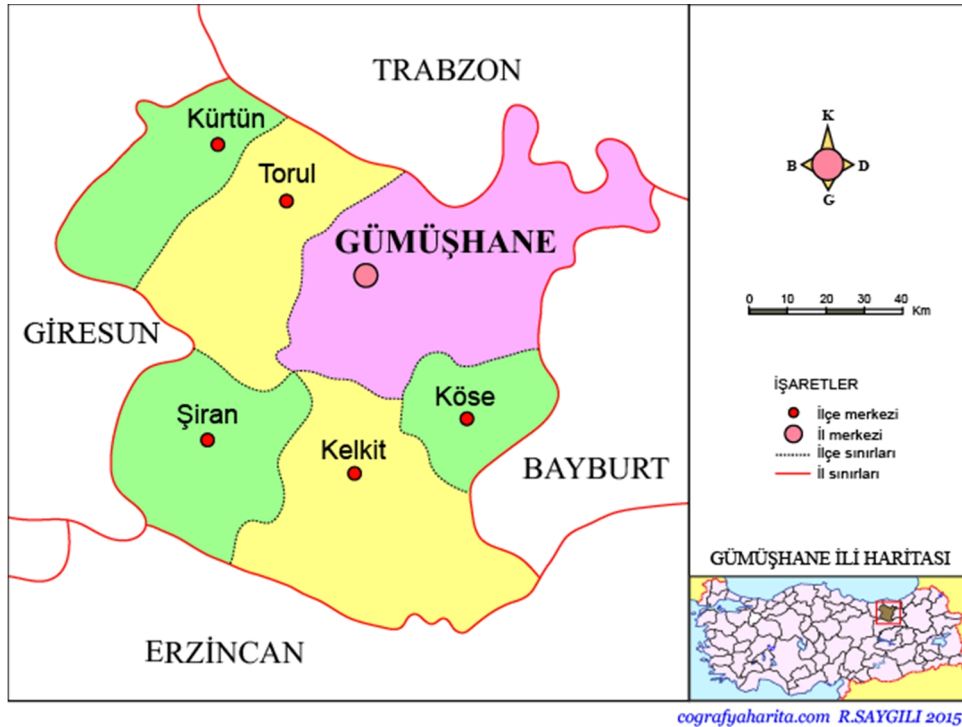 TRABZON
Kürtün
Torul
GÜMÜŞHANE
GİRESUN
Şiran
Köse
Kelkit
BAYBURT
ERZİNCAN
K
B D
G
0 10 20 30 40
Km
İŞARETLER
İlçe merkezi
İl merkezi
İlçe sınırları
İl sınırları
GÜMÜŞHANE İLİ HARİTASI
cografyaharita.com R.SAYGILI 2015